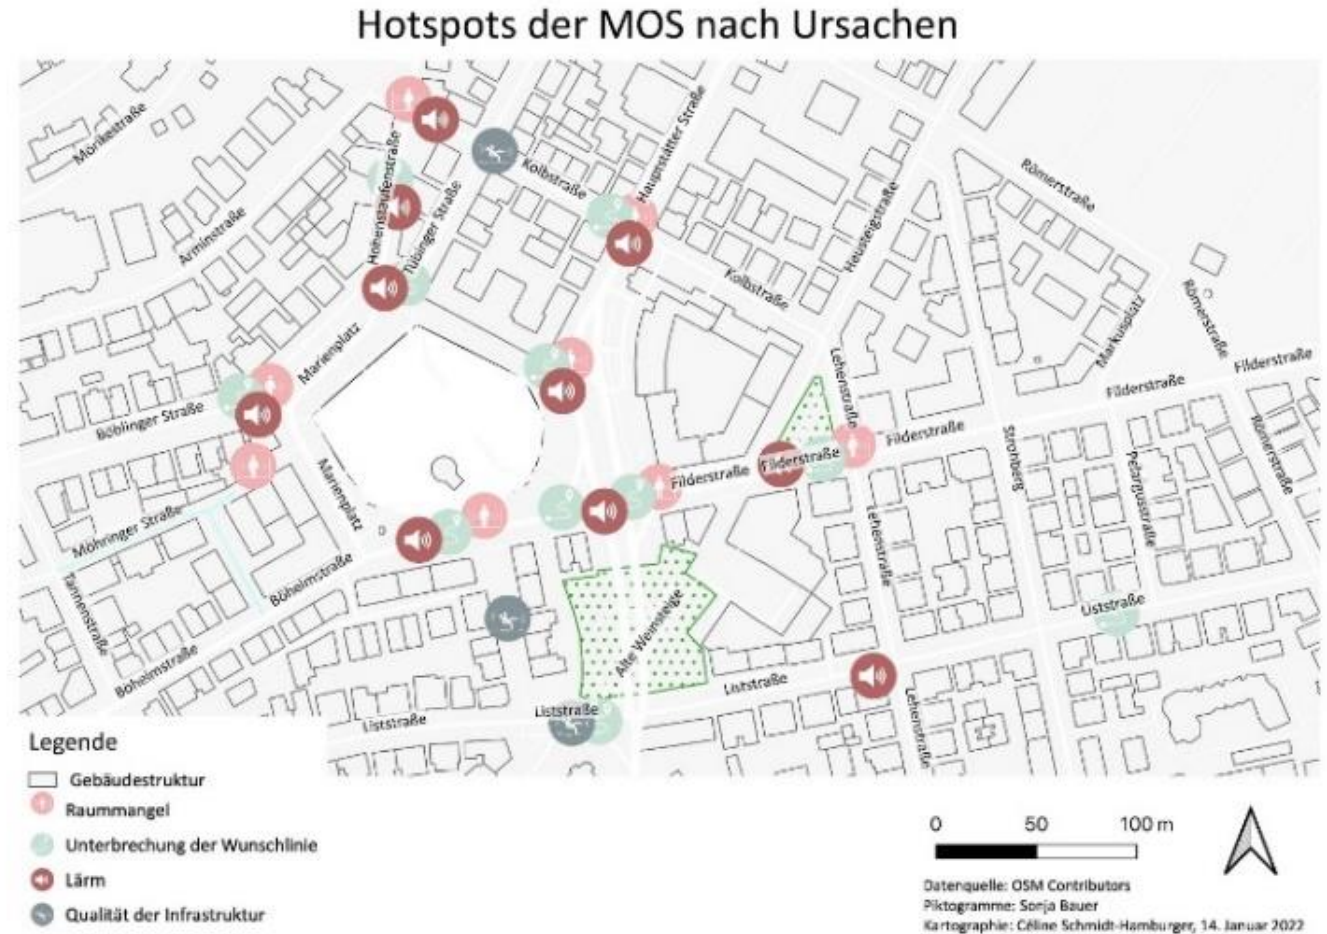 Hotspots der MOS nach Ursachen
Mörikestraße
Arminstraße
Hohenstaufenstraße
Tübinger Straße
Kolbstraße
Haupstätter Straße
Heusteigstraße
Römerstraße
Kolbstraße
Markusplatz
Römerstraße
Marienplatz
Böblinger Straße
Lehenstraße
Filderstraße
Filderstraße
Filderstraße
Filderstraße
Filderstraße
Römerstraße
Strohberg
Pelargusstraße
Marienplatz
Möhringer Straße
Tannenstraße
Böheimstraße
Böheimstraße
Lehenstraße
Alte Weinsteige
Liststraße
Liststraße
Liststraße
Liststraße
Lehenstraße
Legende
Gebäudestruktur
Raummangel
Unterbrechung der Wunschlinie
Lärm
Qualität der Infrastruktur
0 50 100 m
Datenquelle: OSM Contributors
Piktogramme: Sonja Bauer
Kartographie: Céline Schmidt-Hamburger, 14. Januar 2022